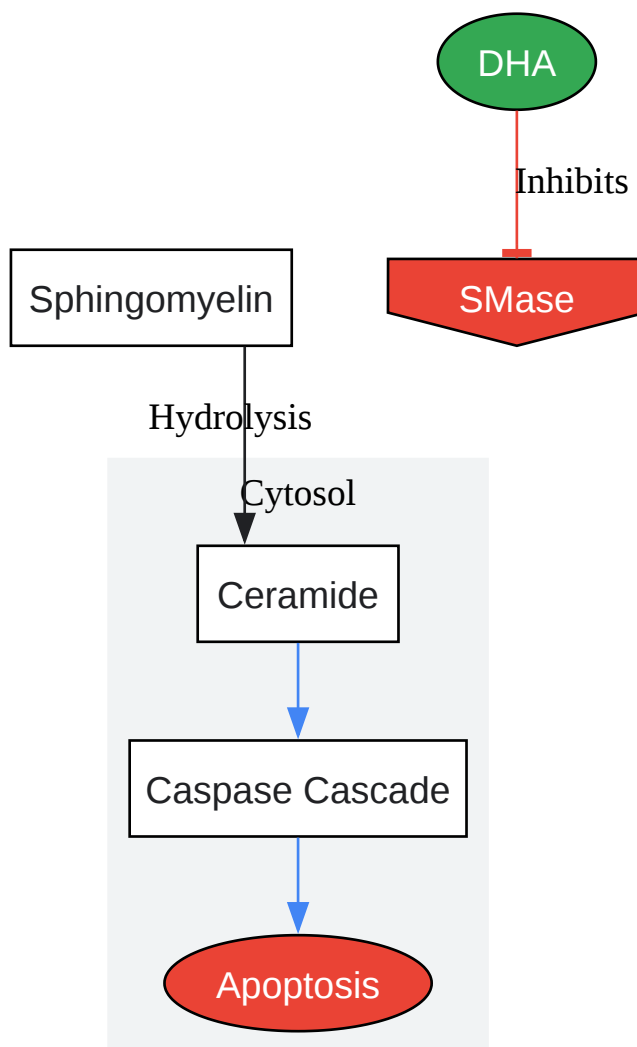 DHA
Inhibits
Sphingomyelin
SMase
Hydrolysis
Cytosol
Ceramide
Caspase Cascade
Apoptosis